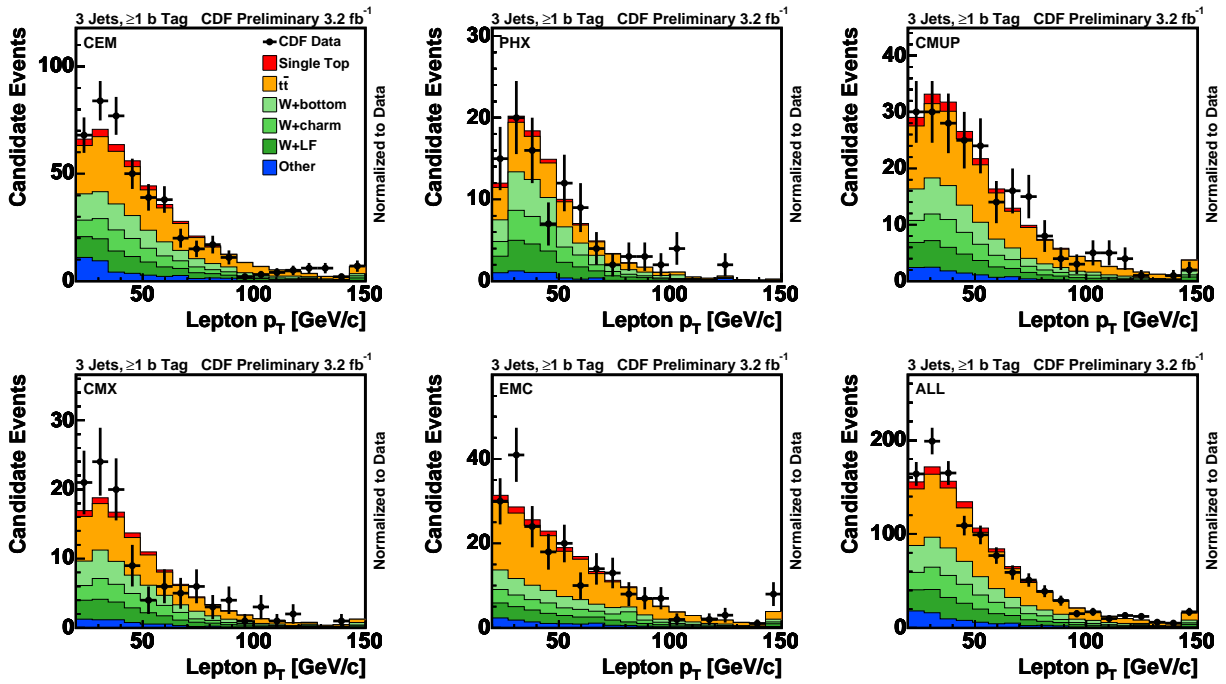 3 Jets, ≥1 b Tag CDF Preliminary 3.2 fb⁻¹
CEM
CDF Data
Single Top
tt̄
W+bottom
W+charm
W+LF
Other
Candidate Events
100
50
0
50 100 150
Lepton p_T [GeV/c]
Normalized to Data
3 Jets, ≥1 b Tag CDF Preliminary 3.2 fb⁻¹
PHX
Candidate Events
30
20
10
0
50 100 150
Lepton p_T [GeV/c]
Normalized to Data
3 Jets, ≥1 b Tag CDF Preliminary 3.2 fb⁻¹
CMUP
Candidate Events
40
30
20
10
0
50 100 150
Lepton p_T [GeV/c]
Normalized to Data
3 Jets, ≥1 b Tag CDF Preliminary 3.2 fb⁻¹
CMX
Candidate Events
30
20
10
0
50 100 150
Lepton p_T [GeV/c]
Normalized to Data
3 Jets, ≥1 b Tag CDF Preliminary 3.2 fb⁻¹
EMC
Candidate Events
40
20
0
50 100 150
Lepton p_T [GeV/c]
Normalized to Data
3 Jets, ≥1 b Tag CDF Preliminary 3.2 fb⁻¹
ALL
Candidate Events
200
100
0
50 100 150
Lepton p_T [GeV/c]
Normalized to Data